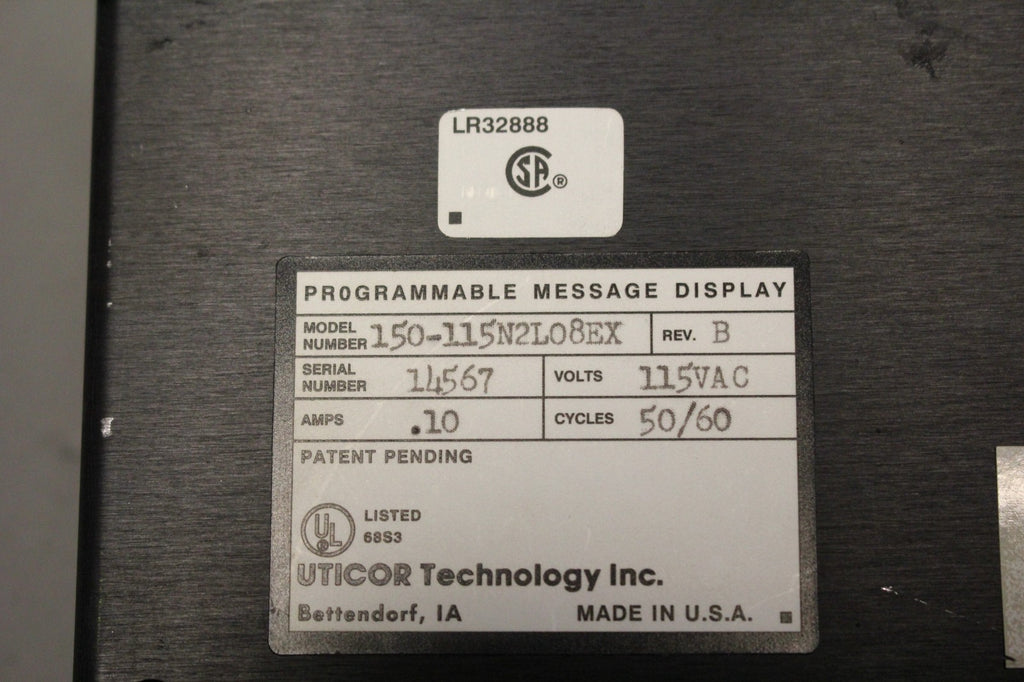 LR32888
CSA®
PROGRAMMABLE MESSAGE DISPLAY
MODEL NUMBER 150-115N2L08EX REV. B
SERIAL NUMBER 14567 VOLTS 115VAC
AMPS .10 CYCLES 50/60
PATENT PENDING
UL® LISTED
68S3
UTICOR Technology Inc.
Bettendorf, IA MADE IN U.S.A.